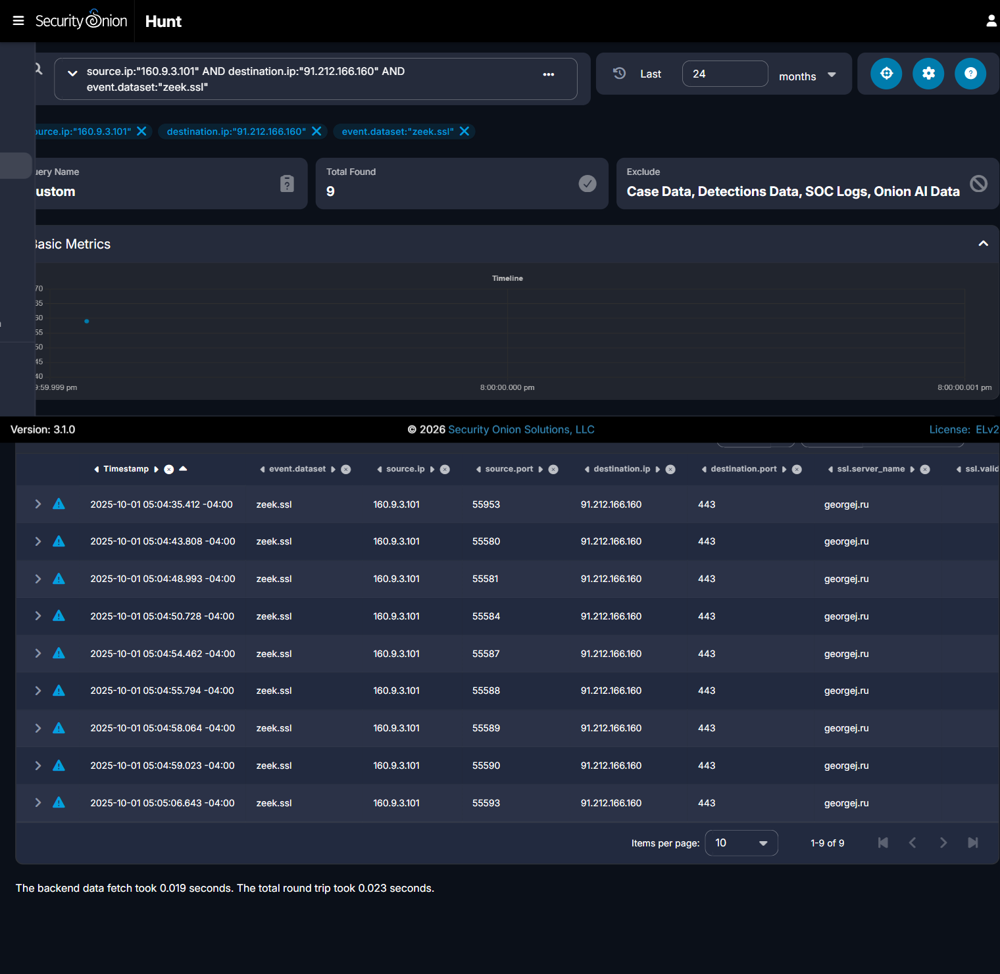 Security Onion
Hunt
source.ip:"160.9.3.101" AND destination.ip:"91.212.166.160" AND
event.dataset:"zeek.ssl"
Last
24
months
ource.ip:"160.9.3.101"
destination.ip:"91.212.166.160"
event.dataset:"zeek.ssl"
uery Name
ustom
Total Found
9
Exclude
Case Data, Detections Data, SOC Logs, Onion AI Data
Basic Metrics
Timeline
70
65
60
55
50
45
40
9:59.999 pm
8:00:00.000 pm
8:00:00.001 pm
Version: 3.1.0
© 2026 Security Onion Solutions, LLC
License: ELv2
Timestamp event.dataset source.ip source.port destination.ip destination.port ssl.server_name ssl.valid
2025-10-01 05:04:35.412 -04:00 zeek.ssl 160.9.3.101 55953 91.212.166.160 443 georgej.ru
2025-10-01 05:04:43.808 -04:00 zeek.ssl 160.9.3.101 55580 91.212.166.160 443 georgej.ru
2025-10-01 05:04:48.993 -04:00 zeek.ssl 160.9.3.101 55581 91.212.166.160 443 georgej.ru
2025-10-01 05:04:50.728 -04:00 zeek.ssl 160.9.3.101 55584 91.212.166.160 443 georgej.ru
2025-10-01 05:04:54.462 -04:00 zeek.ssl 160.9.3.101 55587 91.212.166.160 443 georgej.ru
2025-10-01 05:04:55.794 -04:00 zeek.ssl 160.9.3.101 55588 91.212.166.160 443 georgej.ru
2025-10-01 05:04:58.064 -04:00 zeek.ssl 160.9.3.101 55589 91.212.166.160 443 georgej.ru
2025-10-01 05:04:59.023 -04:00 zeek.ssl 160.9.3.101 55590 91.212.166.160 443 georgej.ru
2025-10-01 05:05:06.643 -04:00 zeek.ssl 160.9.3.101 55593 91.212.166.160 443 georgej.ru
Items per page: 10 1-9 of 9
The backend data fetch took 0.019 seconds. The total round trip took 0.023 seconds.